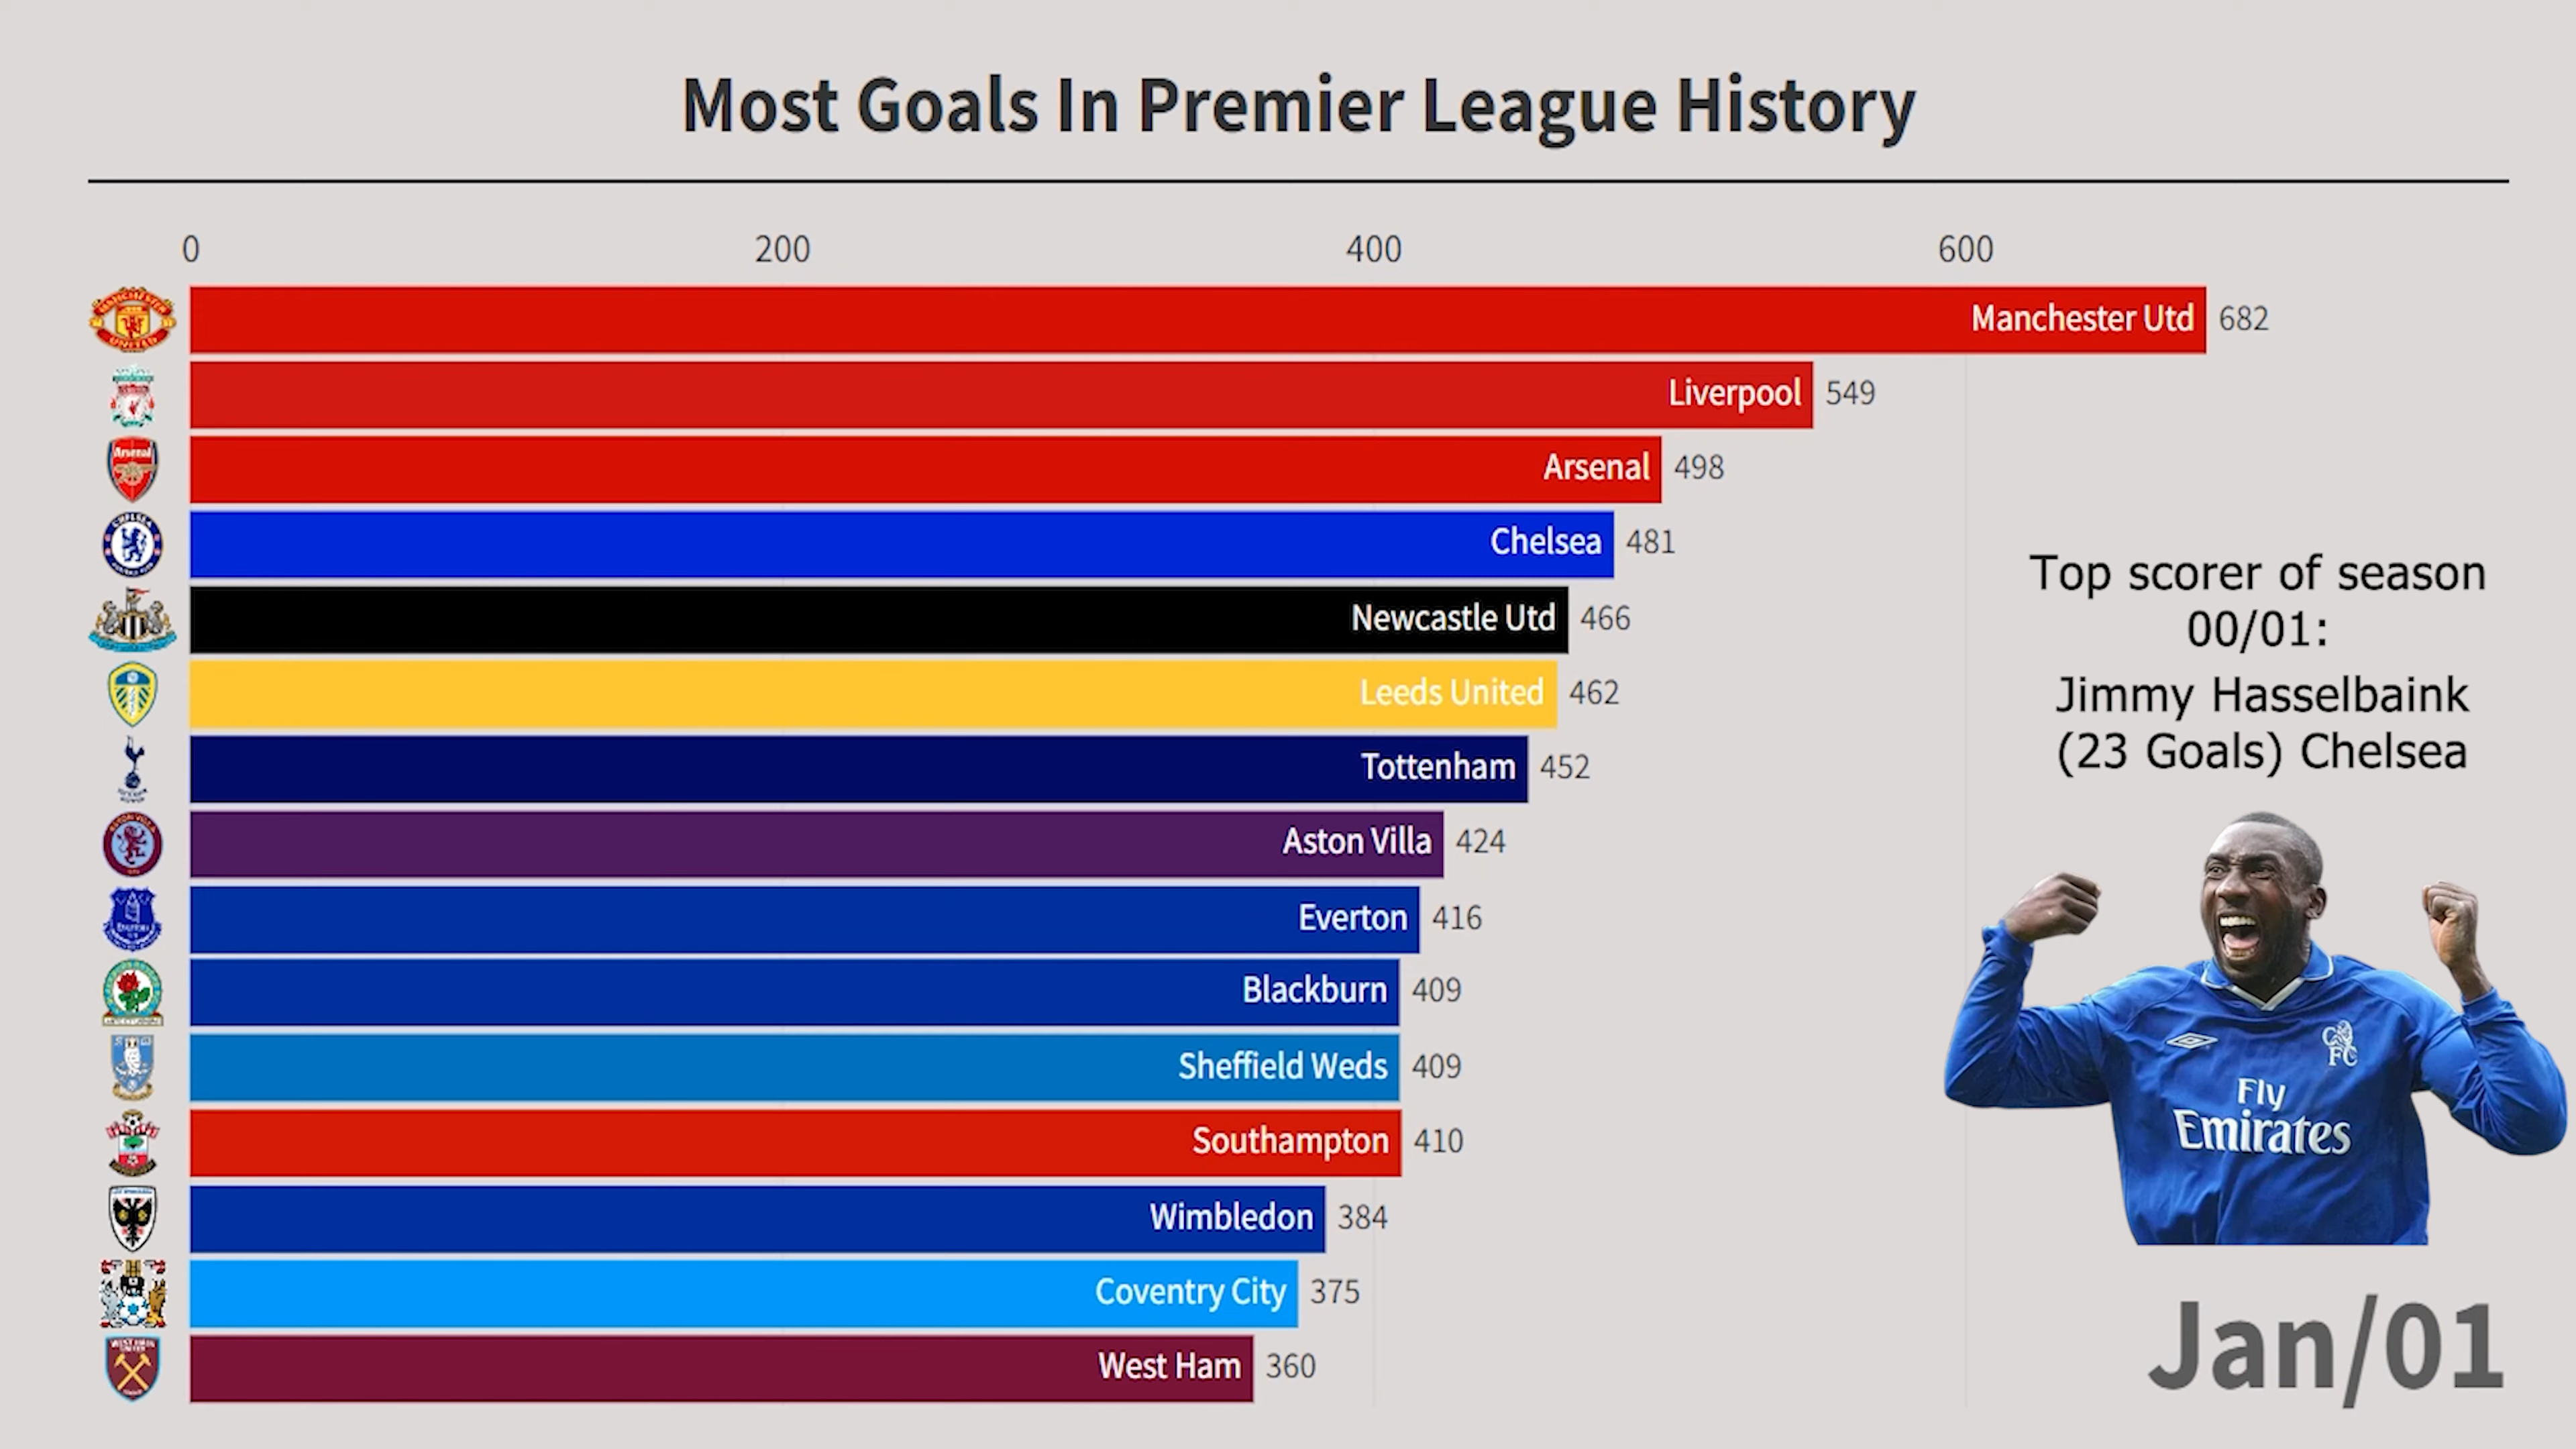 Most Goals In Premier League History
0 200 400 600
Manchester Utd 682
Liverpool 549
Arsenal
Arsenal 498
CHELSEA
Chelsea 481
Newcastle Utd 466
Leeds United 462
Tottenham 452
Aston Villa 424
Everton 416
Blackburn 409
Sheffield Weds 409
Southampton 410
Wimbledon 384
Coventry City 375
West Ham 360
Top scorer of season
00/01:
Jimmy Hasselbaink
(23 Goals) Chelsea
CFC
Fly
Emirates
Jan/01